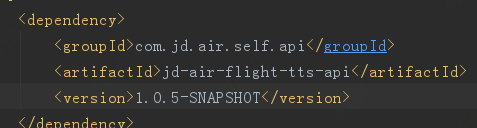 <dependency>
<groupId>com.jd.air.self.api</groupId>
<artifactId>jd-air-flight-tts-api</artifactId>
<version>1.0.5-SNAPSHOT</version>
</dependency>